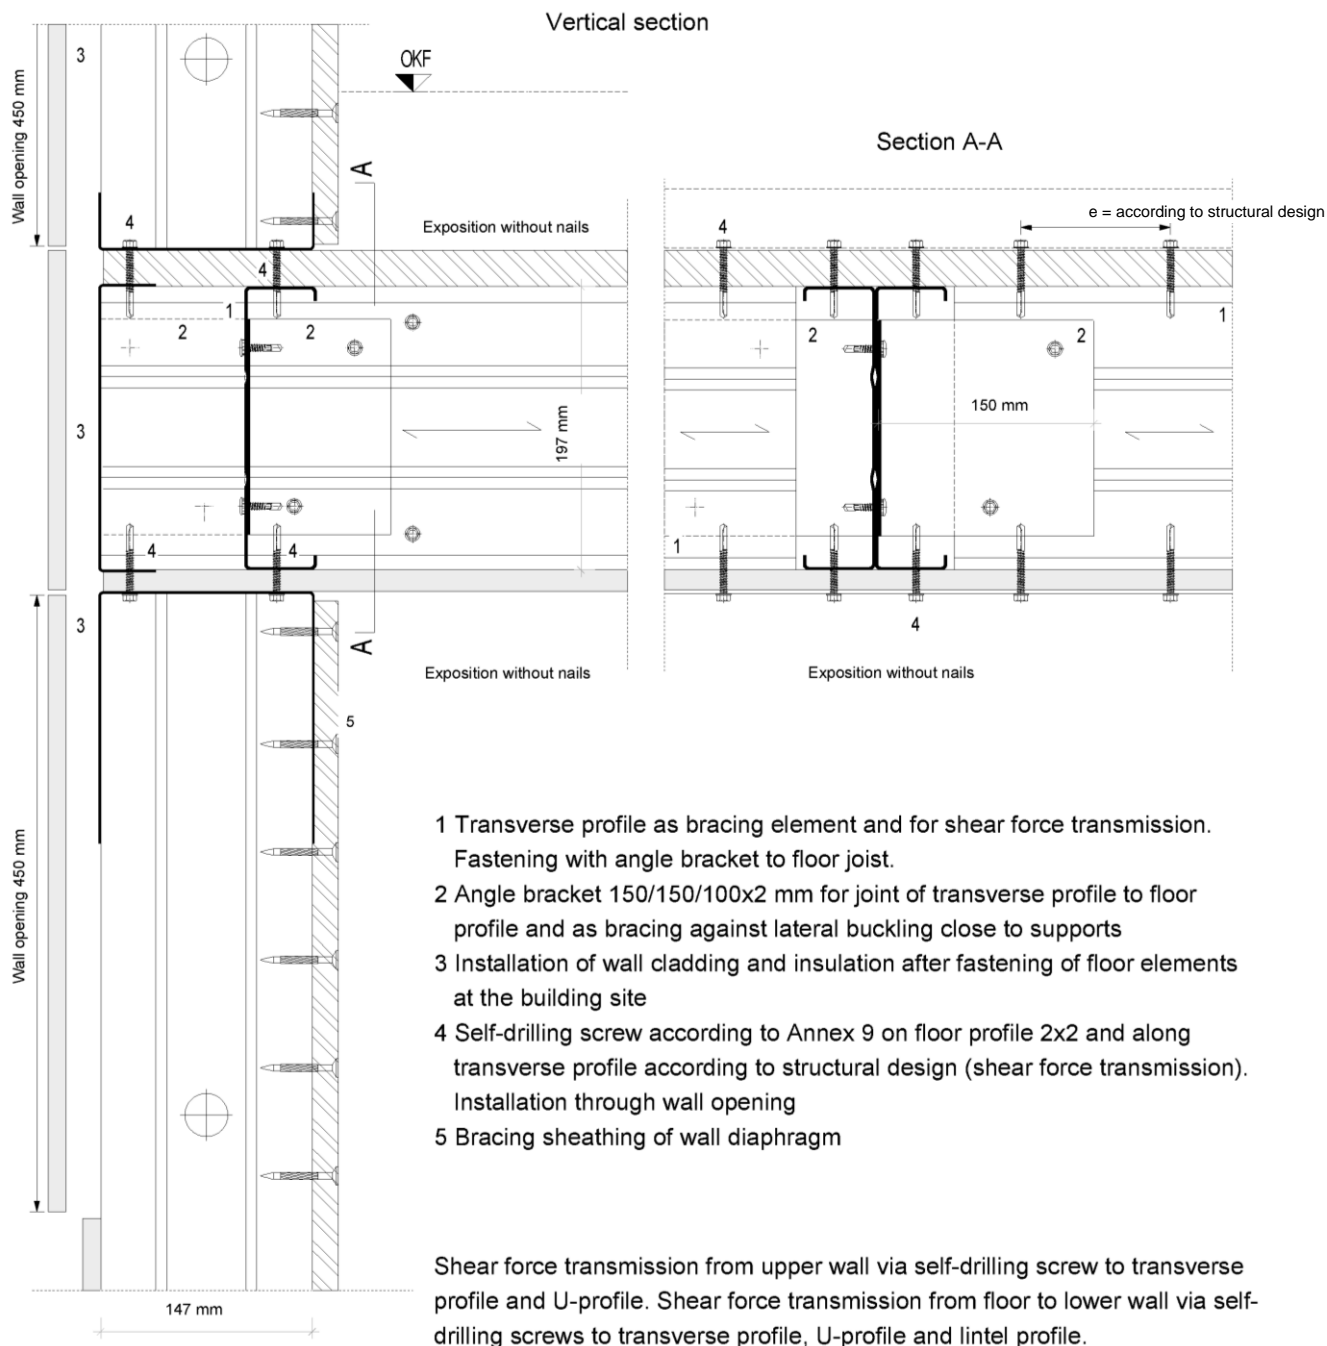 Vertical section
3
OKF
Wall opening 450 mm
A
4
Exposition without nails
4
1
2
2
3
197 mm
4
4
3
A
Exposition without nails
5
Wall opening 450 mm
147 mm
Section A-A
e = according to structural design
4
1
2
2
150 mm
1
4
Exposition without nails
1 Transverse profile as bracing element and for shear force transmission.
Fastening with angle bracket to floor joist.
2 Angle bracket 150/150/100x2 mm for joint of transverse profile to floor
profile and as bracing against lateral buckling close to supports
3 Installation of wall cladding and insulation after fastening of floor elements
at the building site
4 Self-drilling screw according to Annex 9 on floor profile 2x2 and along
transverse profile according to structural design (shear force transmission).
Installation through wall opening
5 Bracing sheathing of wall diaphragm
Shear force transmission from upper wall via self-drilling screw to transverse
profile and U-profile. Shear force transmission from floor to lower wall via self-
drilling screws to transverse profile, U-profile and lintel profile.